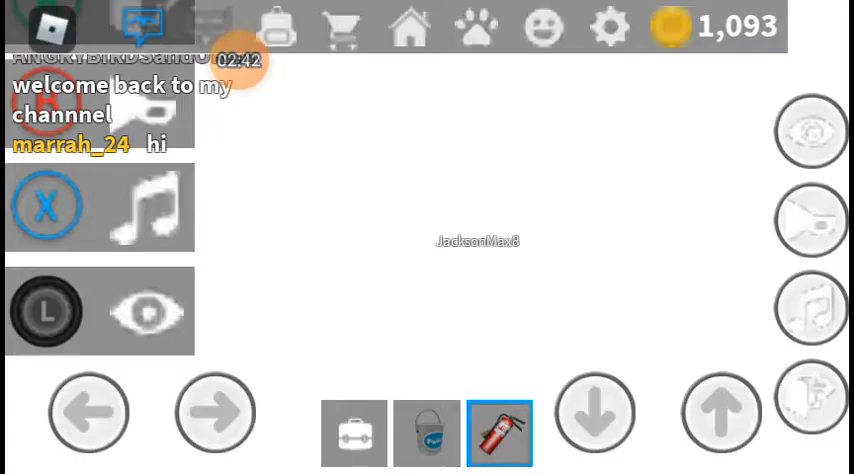 1,093
02:42
welcome back to my
channnel
marrah_24 hi
X
L
JacksonMax8